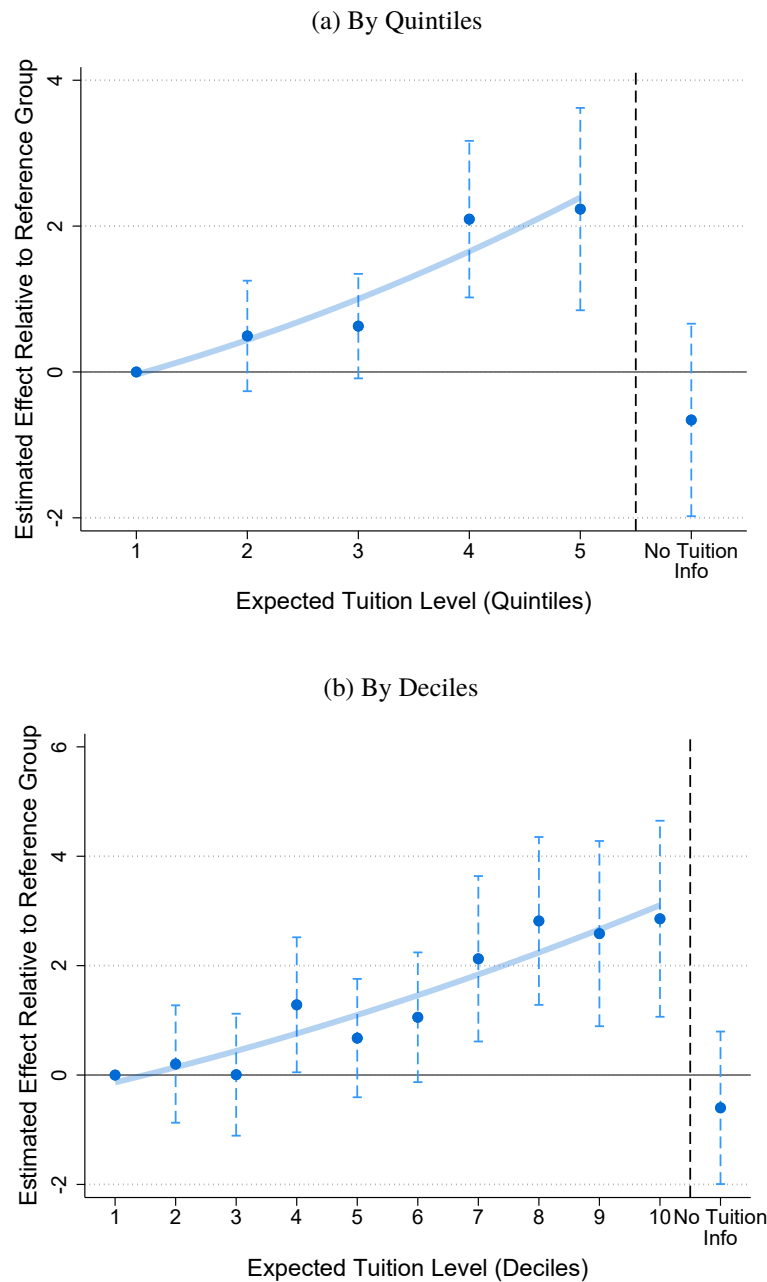 (a) By Quintiles
Estimated Effect Relative to Reference Group
4
2
0
-2
1 2 3 4 5 No Tuition
Info
Expected Tuition Level (Quintiles)
(b) By Deciles
Estimated Effect Relative to Reference Group
6
4
2
0
-2
1 2 3 4 5 6 7 8 9 10 No Tuition
Info
Expected Tuition Level (Deciles)